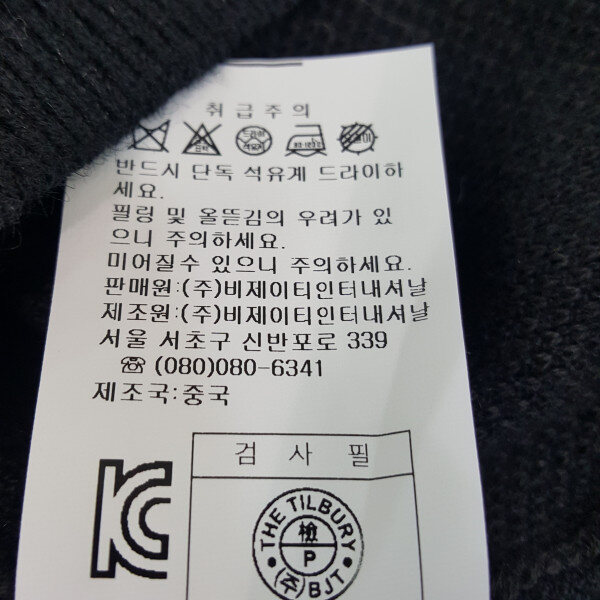 취급주의
반드시 단독 석유계 드라이하
세요.
필링 및 올뜯김의 우려가 있
으니 주의하세요.
미어질수 있으니 주의하세요.
판매원:(주)비제이티인터내셔날
제조원:(주)비제이티인터내셔날
서울 서초구 신반포로 339
☏ (080)080-6341
제조국:중국
검 사 필
KC
THE TILBURY
檢
P
(주)BJT